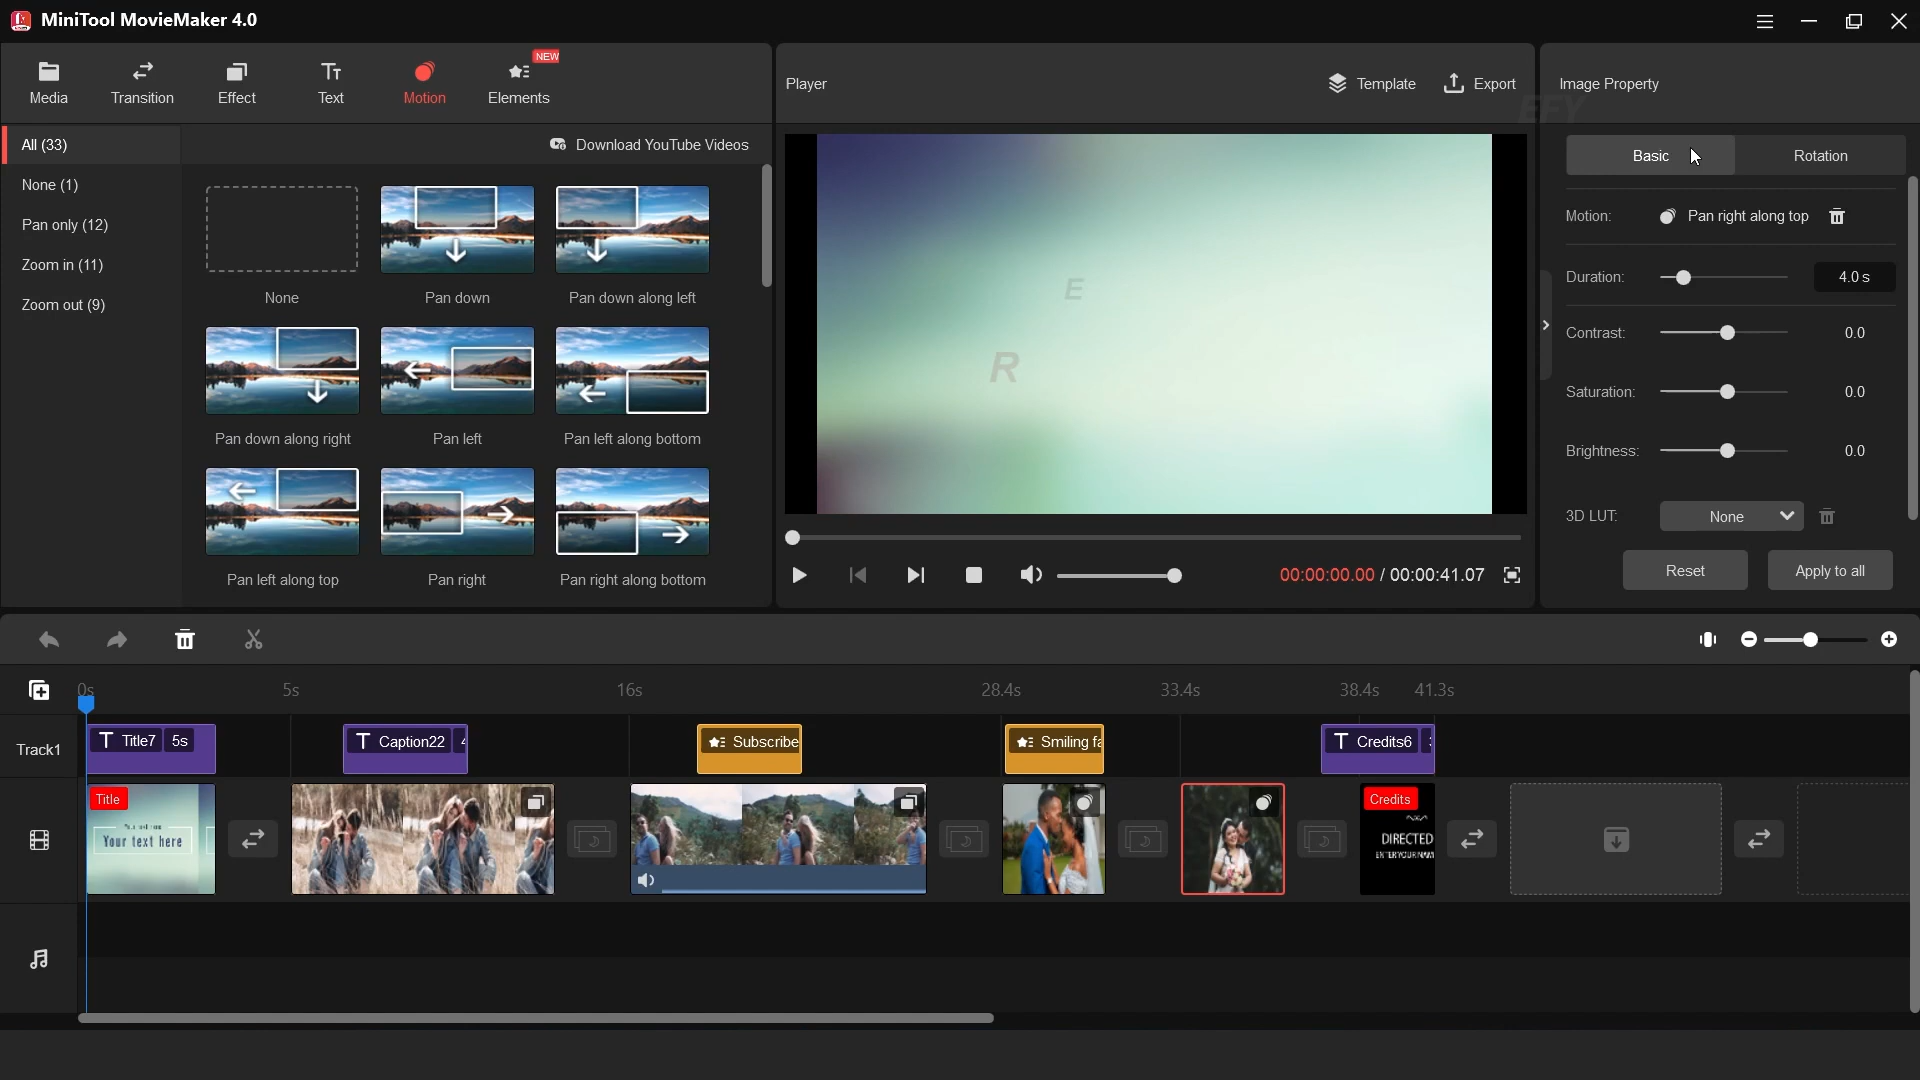 MiniTool MovieMaker 4.0
Media
Transition
Effect
Text
Motion
Elements
NEW
Player
Template
Export
Image Property
All (33)
None (1)
Pan only (12)
Zoom in (11)
Zoom out (9)
Download YouTube Videos
None
Pan down
Pan down along left
Pan down along right
Pan left
Pan left along bottom
Pan left along top
Pan right
Pan right along bottom
E
R
00:00:00.00 / 00:00:41.07
EFY
Basic
Rotation
Motion:
Pan right along top
Duration:
4.0 s
Contrast:
0.0
Saturation:
0.0
Brightness:
0.0
3D LUT:
None
Reset
Apply to all
0s
5s
16s
28.4s
33.4s
38.4s
41.3s
Track1
Title7
5s
Caption22
Subscribe
Smiling fa
Credits6
Title
Your text here
Credits
DIRECTED
ENTER YOUR NAM